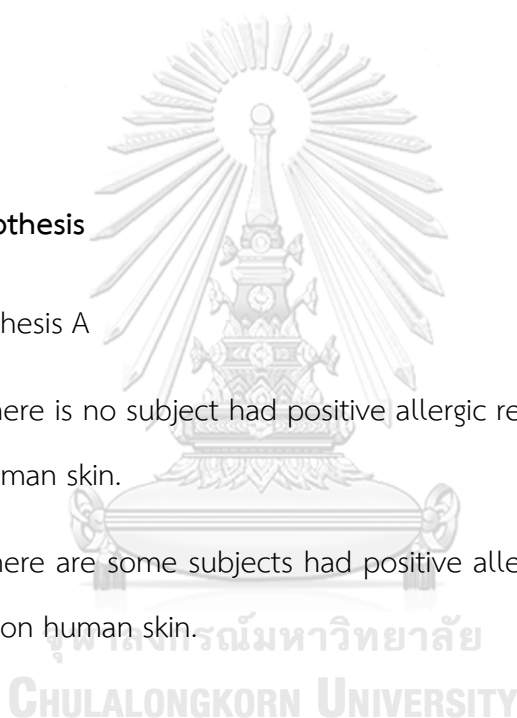 othesis
thesis A
here is no subject had positive allergic re
uman skin.
here are some subjects had positive alle
on human skin.
จุฬาลงกรณ์มหาวิทยาลัย
CHULALONGKORN UNIVERSITY